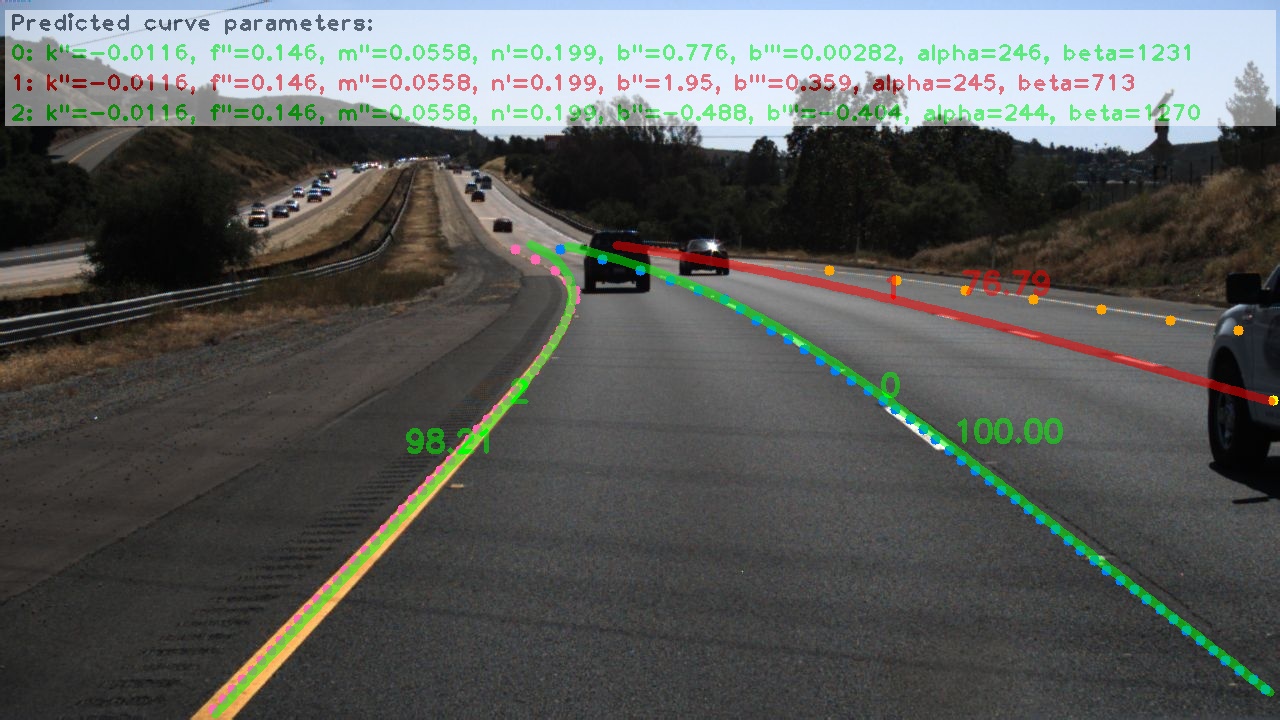 Predicted curve parameters:
0: k''=-0.0116, f''=0.146, m''=0.0558, n'=0.199, b''=0.776, b'''=0.00282, alpha=246, beta=1231
1: k''=-0.0116, f''=0.146, m''=0.0558, n'=0.199, b''=1.95, b'''=0.359, alpha=245, beta=713
2: k''=-0.0116, f''=0.146, m''=0.0558, n'=0.199, b''=-0.488, b'''=-0.404, alpha=244, beta=1270
76.79
0
2
98.21
100.00